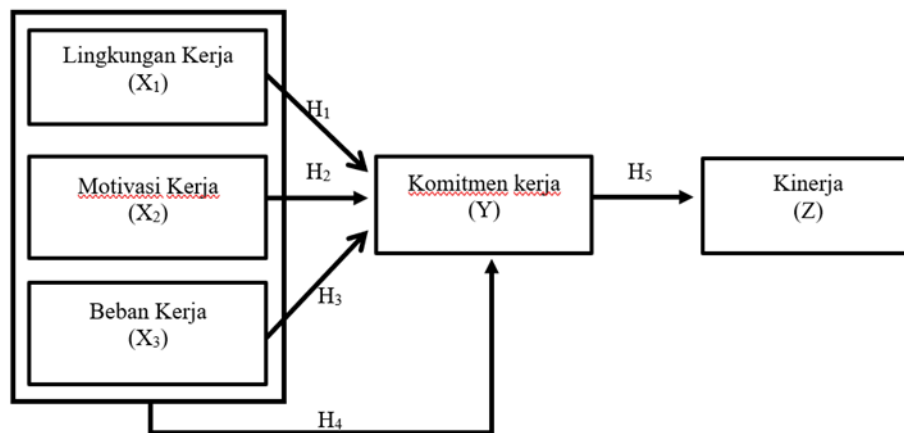 Lingkungan Kerja
(X₁)
H₁
Motivasi Kerja
(X₂)
H₂
Komitmen kerja
(Y)
H₅
Kinerja
(Z)
Beban Kerja
(X₃)
H₃
H₄